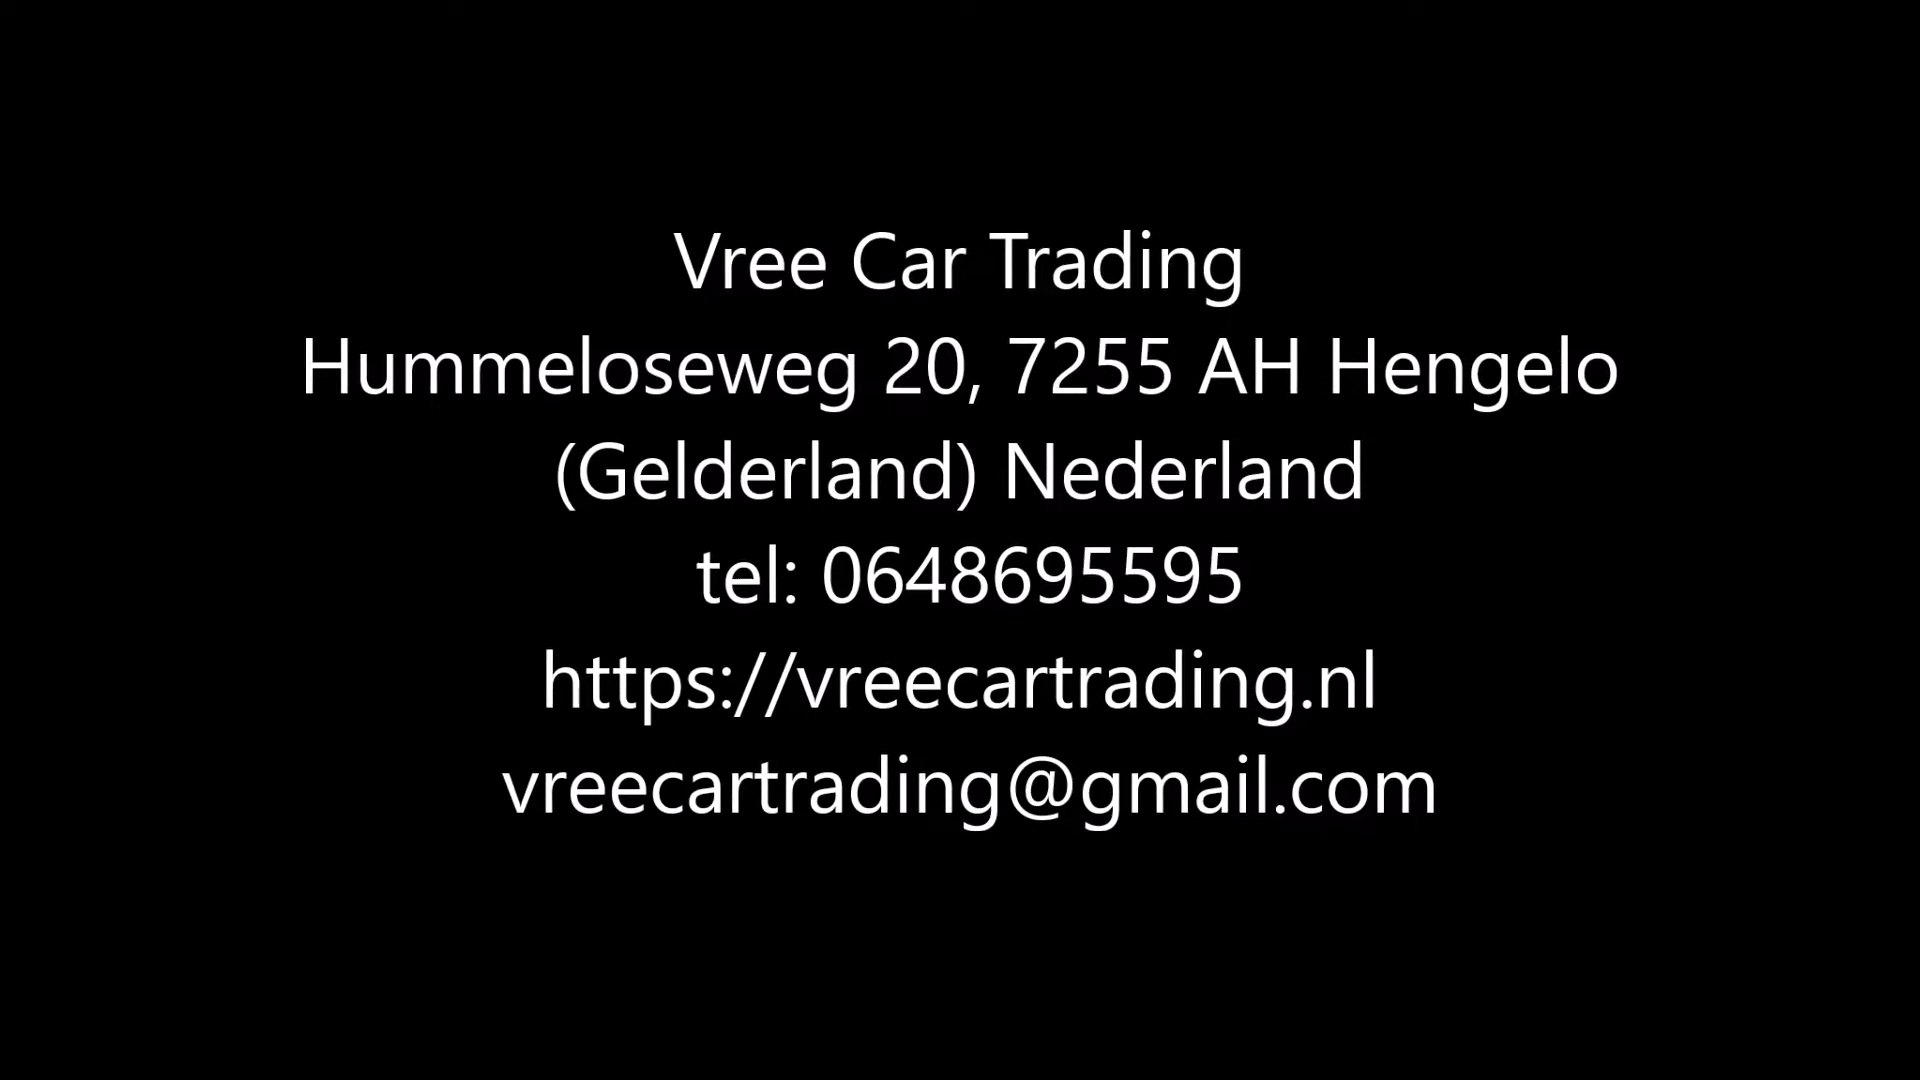 Vree Car Trading
Hummeloseweg 20, 7255 AH Hengelo
(Gelderland) Nederland
tel: 0648695595
https://vreecartrading.nl
vreecartrading@gmail.com